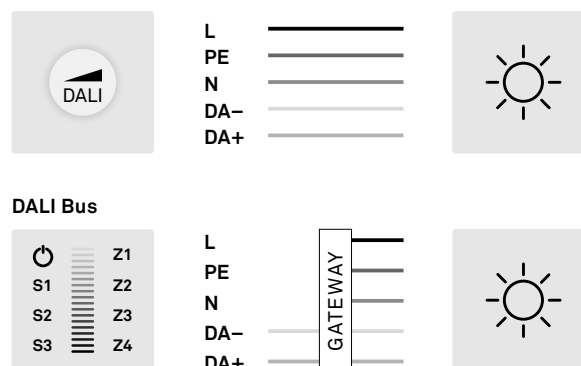 L
PE
N
DA–
DA+
DALI
DALI Bus
Z1
S1 Z2
S2 Z3
S3 Z4
L
PE
N
DA–
DA+
GATEWAY